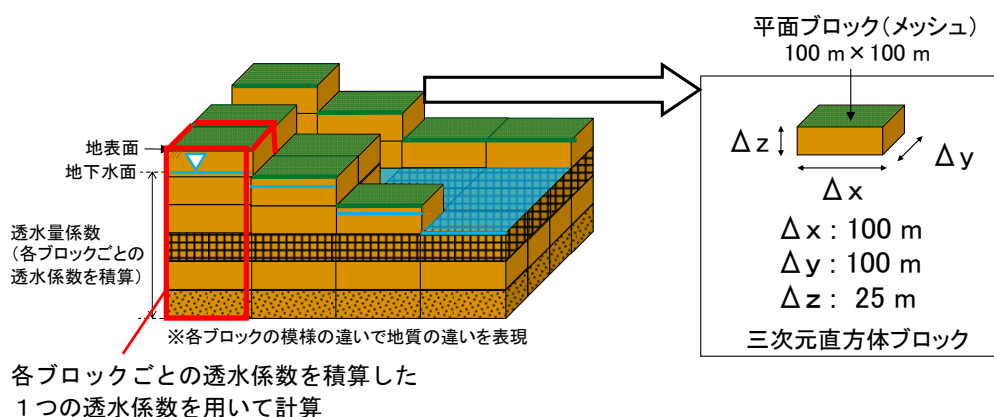 平面ブロック(メッシュ)
100 m×100 m
地表面
地下水面
透水量係数
(各ブロックごとの
透水係数を積算)
※各ブロックの模様の違いで地質の違いを表現
各ブロックごとの透水係数を積算した
1つの透水係数を用いて計算
Δz
Δy
Δx
Δx : 100 m
Δy : 100 m
Δz : 25 m
三次元直方体ブロック